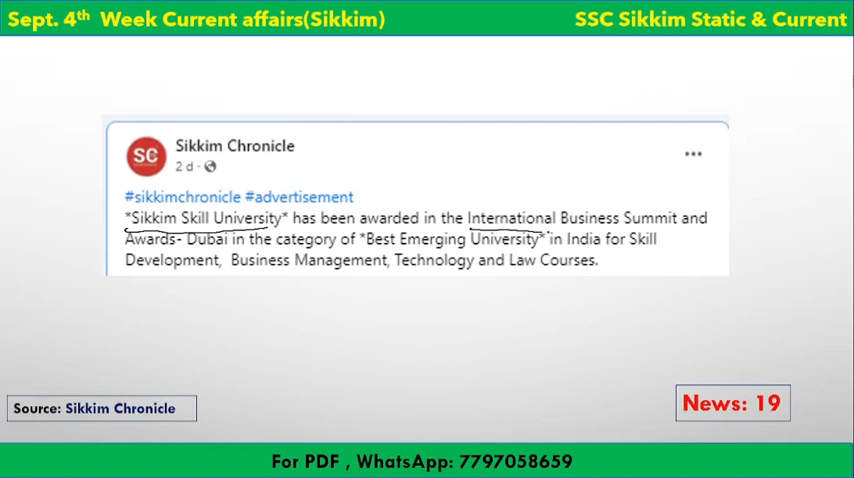 Sept. 4th Week Current affairs(Sikkim)
SSC Sikkim Static & Current
SC
Sikkim Chronicle
2 d ·
#sikkimchronicle #advertisement
*Sikkim Skill University* has been awarded in the International Business Summit and
Awards- Dubai in the category of *Best Emerging University* in India for Skill
Development,  Business Management, Technology and Law Courses.
Source: Sikkim Chronicle
News: 19
For PDF , WhatsApp: 7797058659